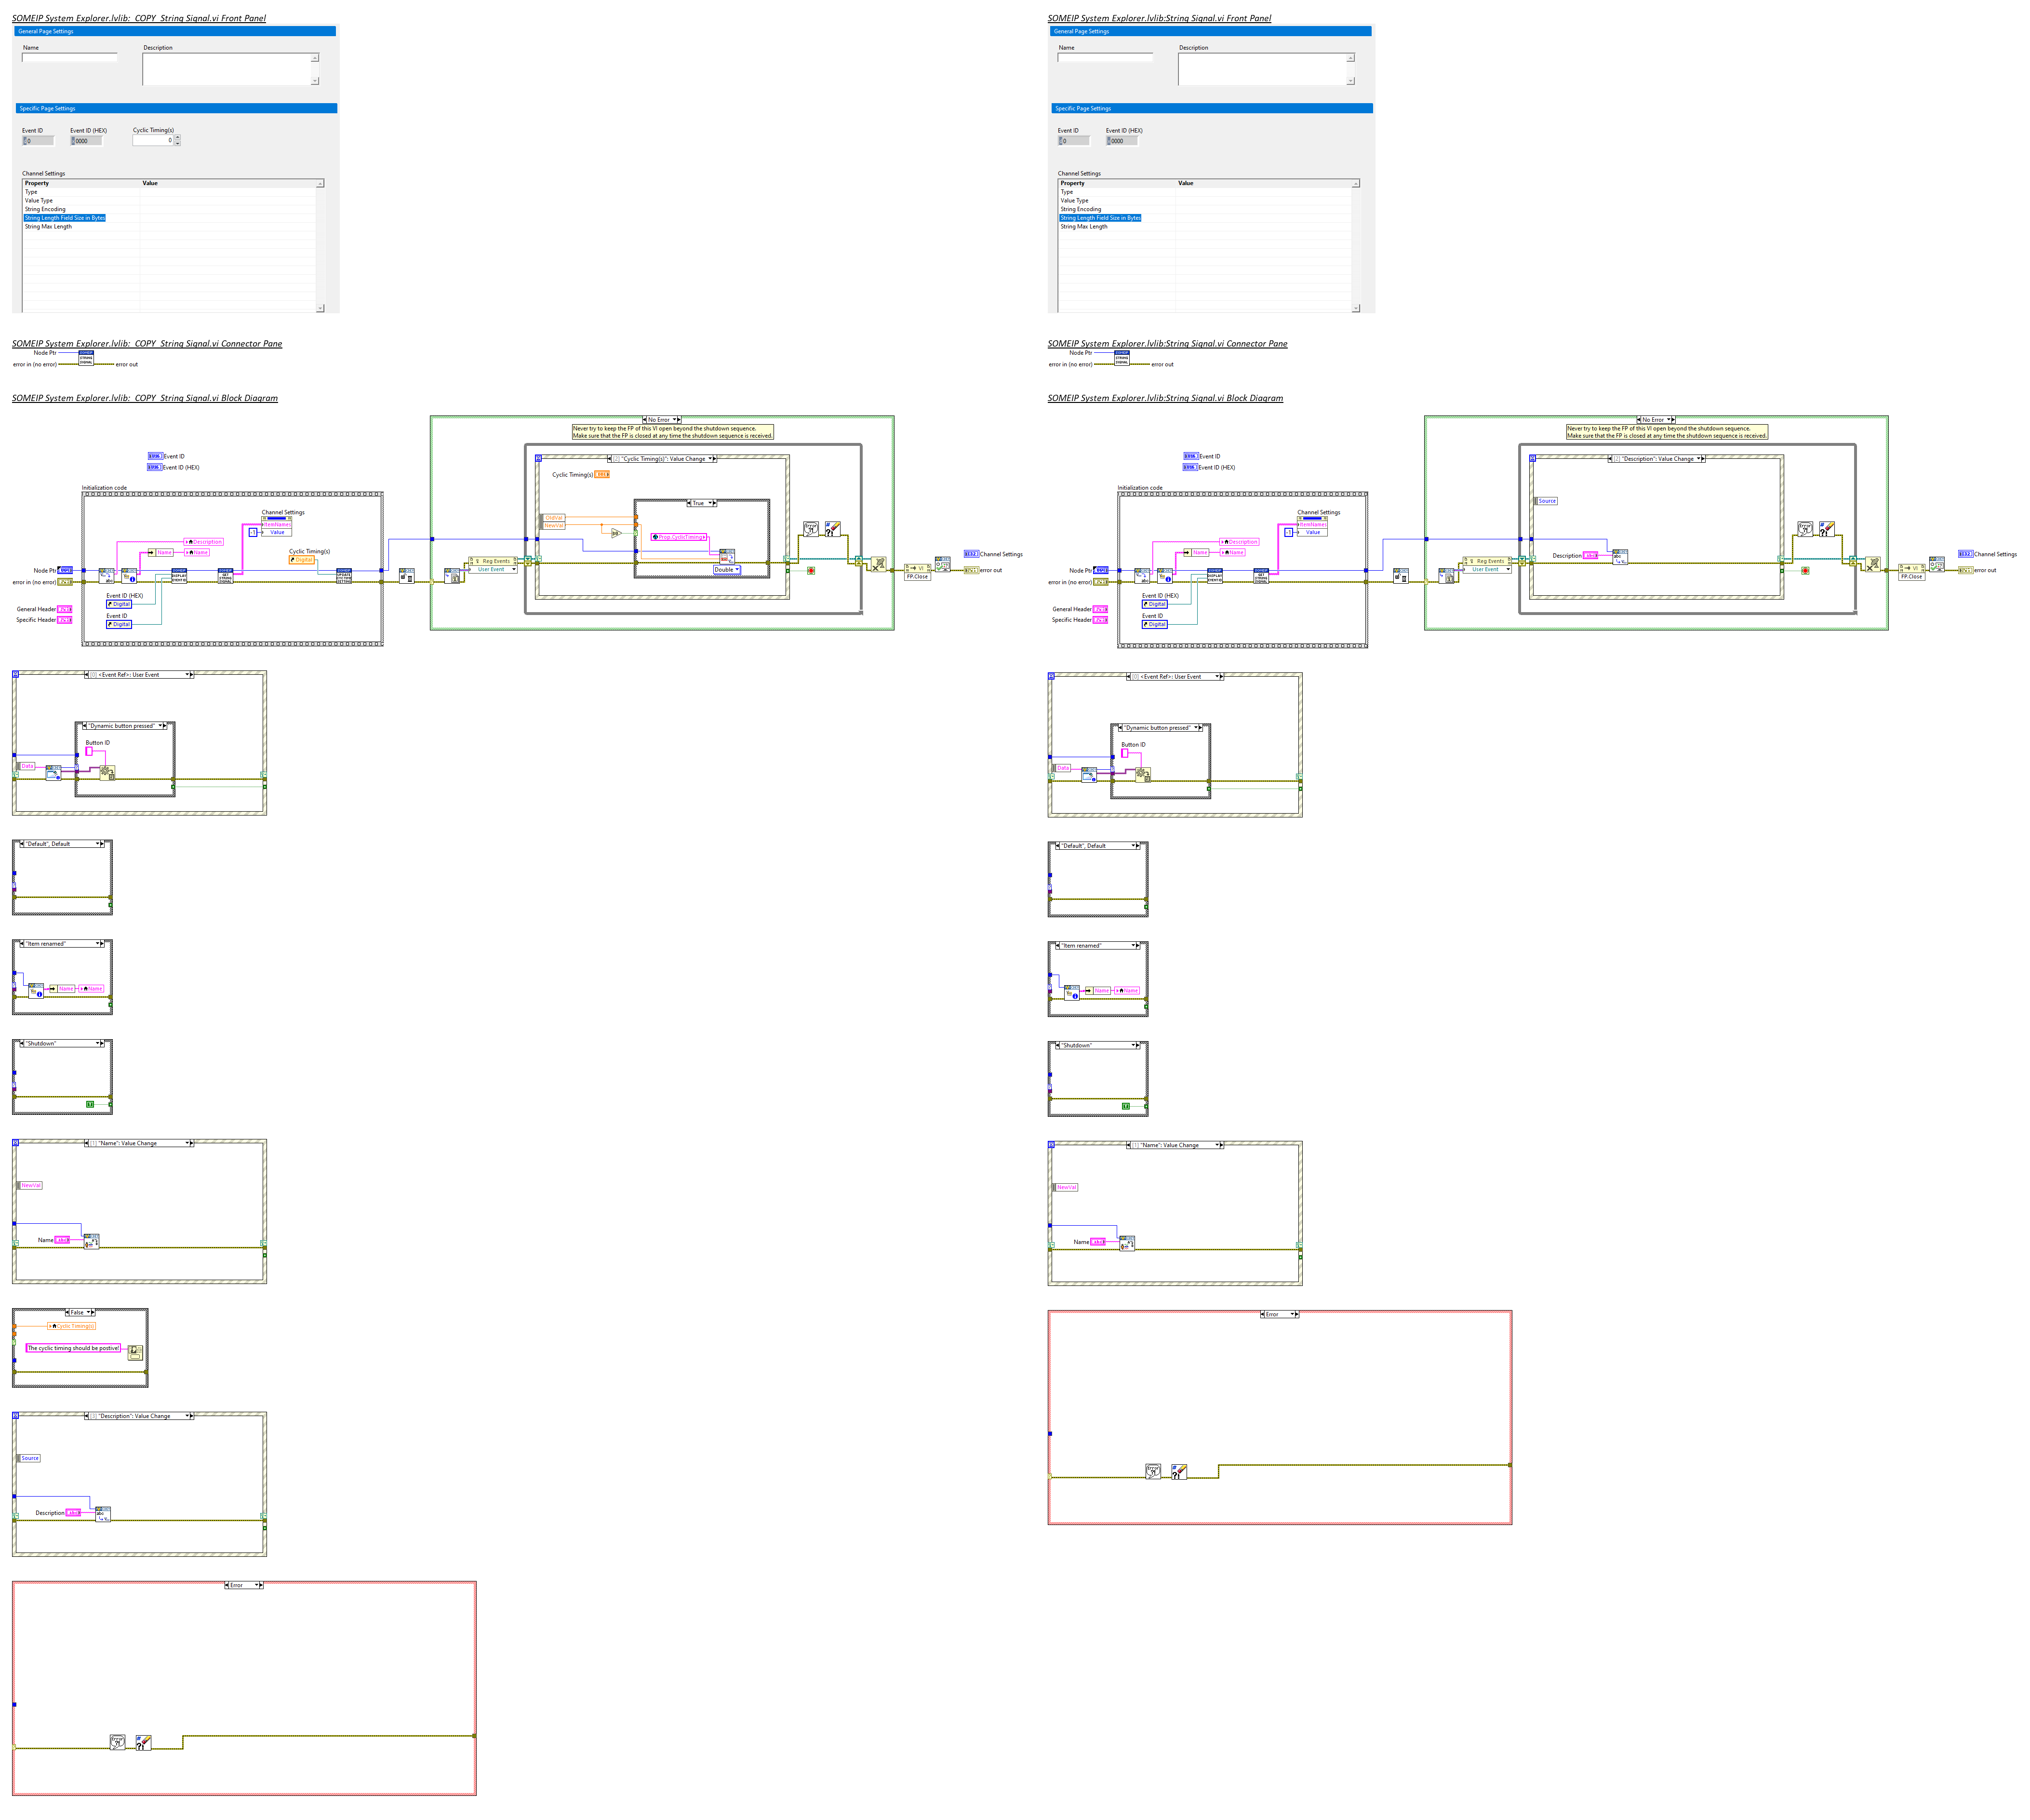 SOMEIP System Explorer.lvlib:_COPY_String Signal.vi Front Panel
General Page Settings
Name
Description
Specific Page Settings
Event ID
Event ID (HEX)
Cyclic Timing(s)
0
0000
0
Channel Settings
Property Value
Type
Value Type
String Encoding
String Length Field Size in Bytes
String Max Length
SOMEIP System Explorer.lvlib:_COPY_String Signal.vi Connector Pane
Node Ptr
error in (no error)
error out
SOMEIP System Explorer.lvlib:_COPY_String Signal.vi Block Diagram
No Error
Never try to keep the FP of this VI open beyond the shutdown sequence.
Make sure that the FP is closed at any time the shutdown sequence is received.
Event ID
Event ID (HEX)
[2] "Cyclic Timing(s)": Value Change
Cyclic Timing(s)
Initialization code
True
Channel Settings
ItemNames
Value
-1
OldVal
NewVal
Description
Name
Name
Prop.CyclicTiming
Cyclic Timing(s)
Digital
Reg Events
User Event
Double
Channel Settings
Node Ptr
error in (no error)
VI
FP.Close
error out
Event ID (HEX)
Digital
General Header
Event ID
Specific Header
Digital
[0] <Event Ref>: User Event
"Dynamic button pressed"
Button ID
Data
"Default", Default
"Item renamed"
Name
Name
"Shutdown"
[1] "Name": Value Change
NewVal
Name
False
Cyclic Timing(s)
The cyclic timing should be postive!
[3] "Description": Value Change
Source
Description
Error
SOMEIP System Explorer.lvlib:String Signal.vi Front Panel
General Page Settings
Name
Description
Specific Page Settings
Event ID
Event ID (HEX)
0
0000
Channel Settings
Property Value
Type
Value Type
String Encoding
String Length Field Size in Bytes
String Max Length
SOMEIP System Explorer.lvlib:String Signal.vi Connector Pane
Node Ptr
error in (no error)
error out
SOMEIP System Explorer.lvlib:String Signal.vi Block Diagram
No Error
Never try to keep the FP of this VI open beyond the shutdown sequence.
Make sure that the FP is closed at any time the shutdown sequence is received.
Event ID
Event ID (HEX)
[2] "Description": Value Change
Initialization code
Source
Channel Settings
ItemNames
Value
-1
Description
Name
Name
Description
Reg Events
User Event
Channel Settings
Node Ptr
error in (no error)
VI
FP.Close
error out
Event ID (HEX)
Digital
General Header
Event ID
Specific Header
Digital
[0] <Event Ref>: User Event
"Dynamic button pressed"
Button ID
Data
"Default", Default
"Item renamed"
Name
Name
"Shutdown"
[1] "Name": Value Change
NewVal
Name
Error